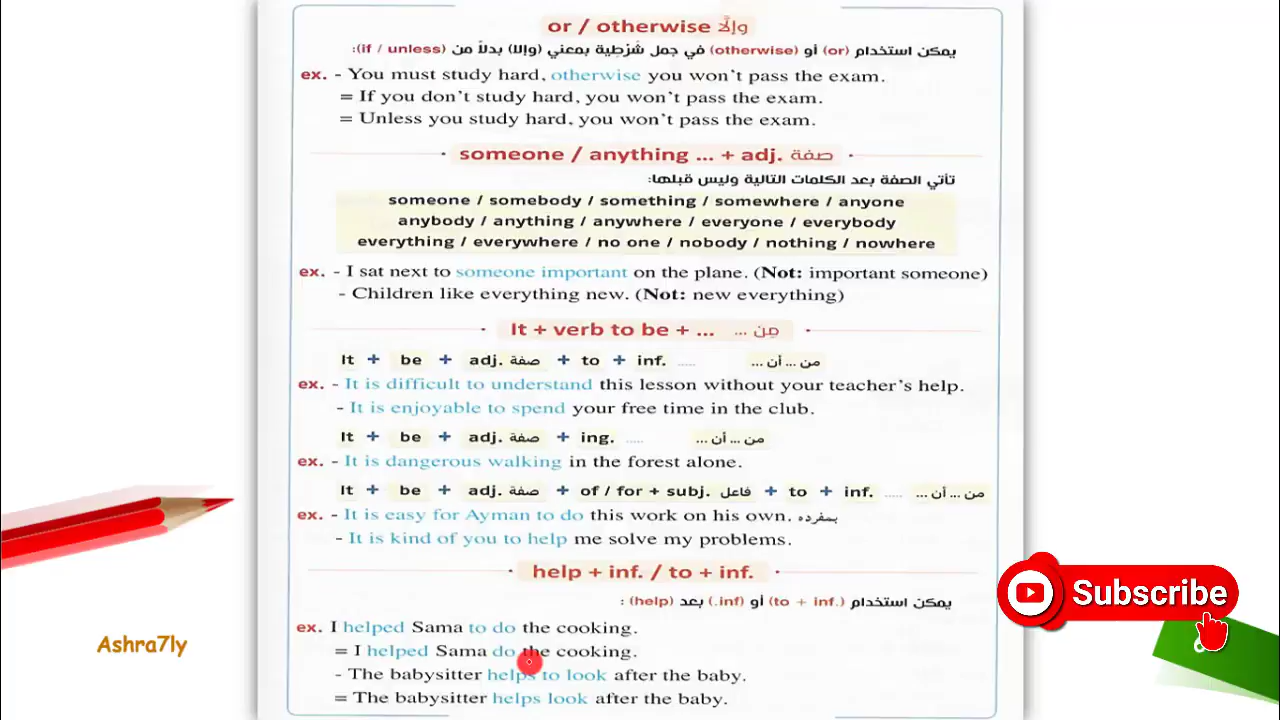 or / otherwise وإلّا
يمكن استخدام (or) أو (otherwise) في جمل شَرْطية بمعني (وإلا) بدلاً من (if / unless):
ex. - You must study hard, otherwise you won't pass the exam.
= If you don't study hard, you won't pass the exam.
= Unless you study hard, you won't pass the exam.
someone / anything ... + adj. صفة
تأتي الصفة بعد الكلمات التالية وليس قبلها:
someone / somebody / something / somewhere / anyone
anybody / anything / anywhere / everyone / everybody
everything / everywhere / no one / nobody / nothing / nowhere
ex. - I sat next to someone important on the plane. (Not: important someone)
- Children like everything new. (Not: new everything)
It + verb to be + ... مِن ...
It + be + adj. صفة + to + inf. ..... من ... أن ...
ex. - It is difficult to understand this lesson without your teacher's help.
- It is enjoyable to spend your free time in the club.
It + be + adj. صفة + ing. ..... من ... أن ...
ex. - It is dangerous walking in the forest alone.
It + be + adj. صفة + of / for + subj. فاعل + to + inf. ..... من ... أن ...
ex. - It is easy for Ayman to do this work on his own. بمفرده
- It is kind of you to help me solve my problems.
help + inf. / to + inf.
يمكن استخدام (to + inf.) أو (inf.) بعد (help) :
ex. I helped Sama to do the cooking.
= I helped Sama do the cooking.
- The babysitter helps to look after the baby.
= The babysitter helps look after the baby.
Subscribe
Ashra7ly